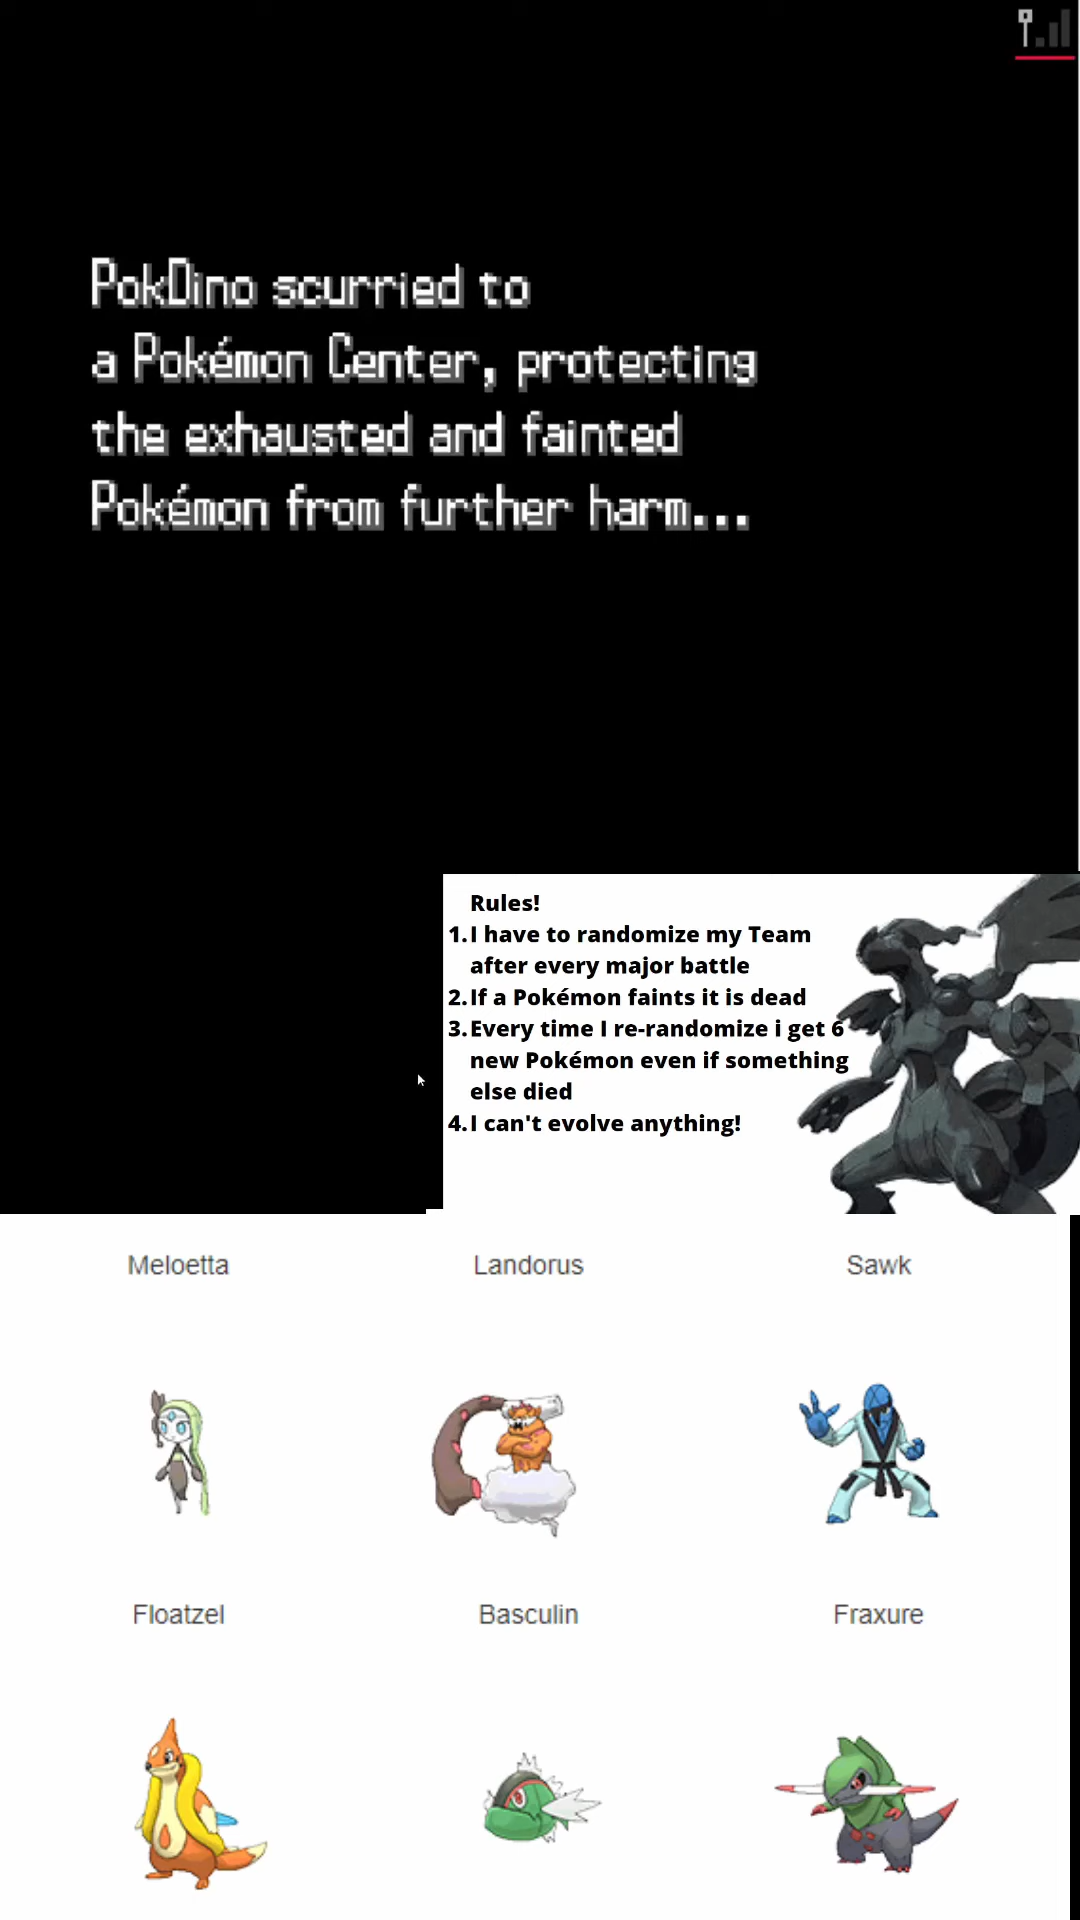 PokDino scurried to
a Pokémon Center, protecting
the exhausted and fainted
Pokémon from further harm...
Rules!
1. I have to randomize my Team
after every major battle
2. If a Pokémon faints it is dead
3. Every time I re-randomize i get 6
new Pokémon even if something
else died
4. I can't evolve anything!
Meloetta Landorus Sawk
Floatzel Basculin Fraxure